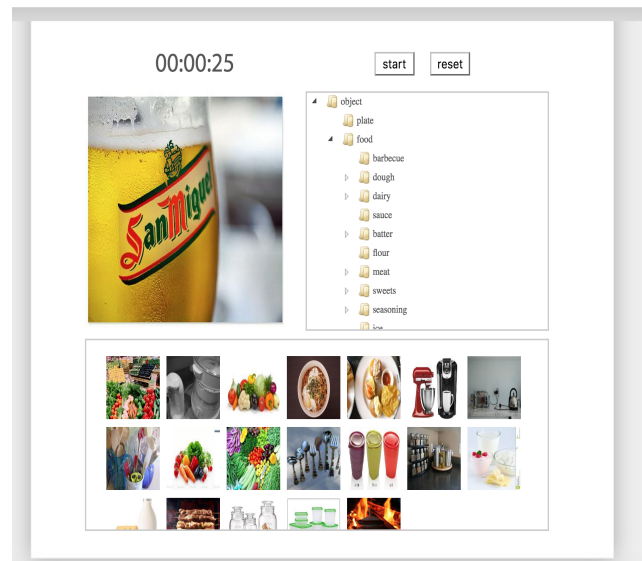 00:00:25
start
reset
object
plate
food
barbecue
dough
dairy
sauce
batter
flour
meat
sweets
seasoning
ice
San Miguel